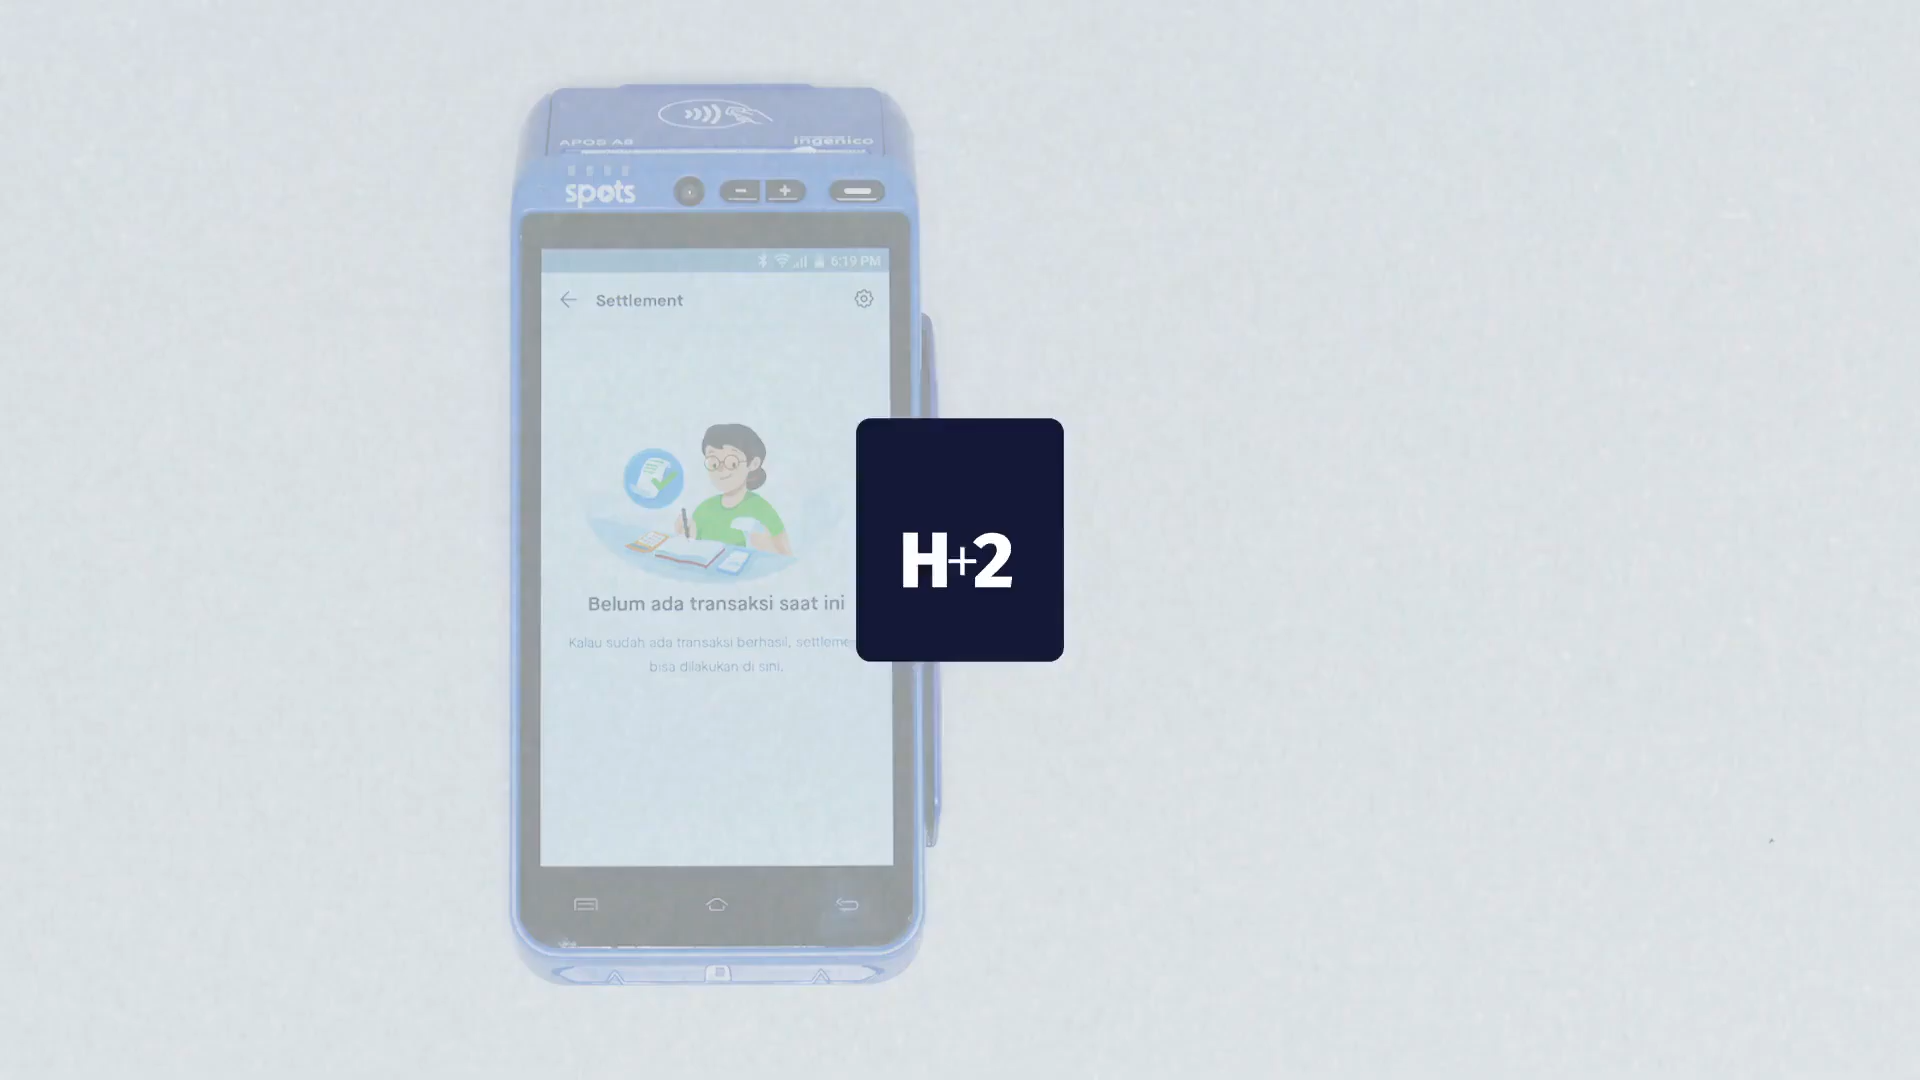 APOS A8
ingenico
spots
6:19 PM
Settlement
Belum ada transaksi saat ini
Kalau sudah ada transaksi berhasil,
bisa dilakukan di sini.
H+2